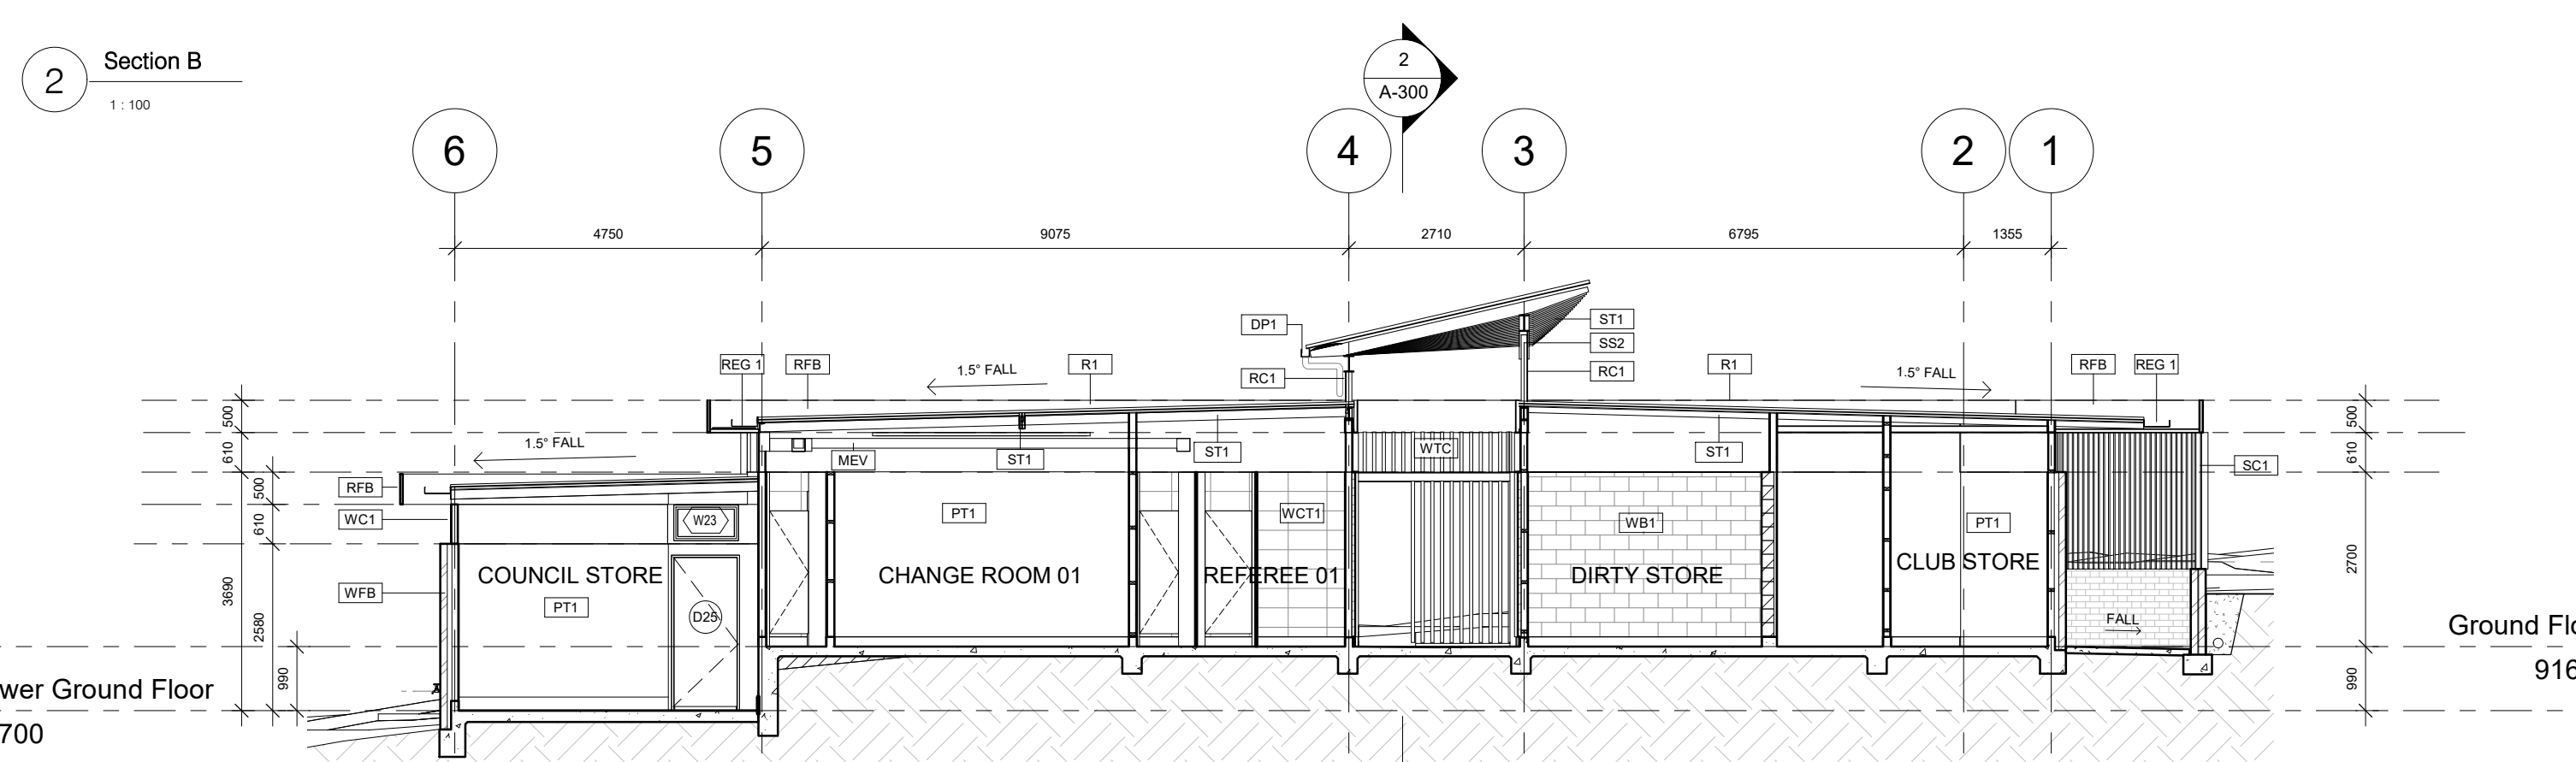 2
Section B
1 : 100
2
A-300
6
5
4
3
2
1
4750
9075
2710
6795
1355
DP1
ST1
SS2
REG 1
RFB
1.5° FALL
R1
RC1
RC1
R1
1.5° FALL
RFB
REG 1
500
500
610
1.5° FALL
MEV
ST1
ST1
WTC
ST1
610
SC1
RFB
500
WC1
610
W23
PT1
WCT1
WB1
PT1
3690
2580
COUNCIL STORE
CHANGE ROOM 01
REFEREE 01
DIRTY STORE
CLUB STORE
2700
WFB
PT1
D25
FALL
Ground Flo
916
990
990
wer Ground Floor
700